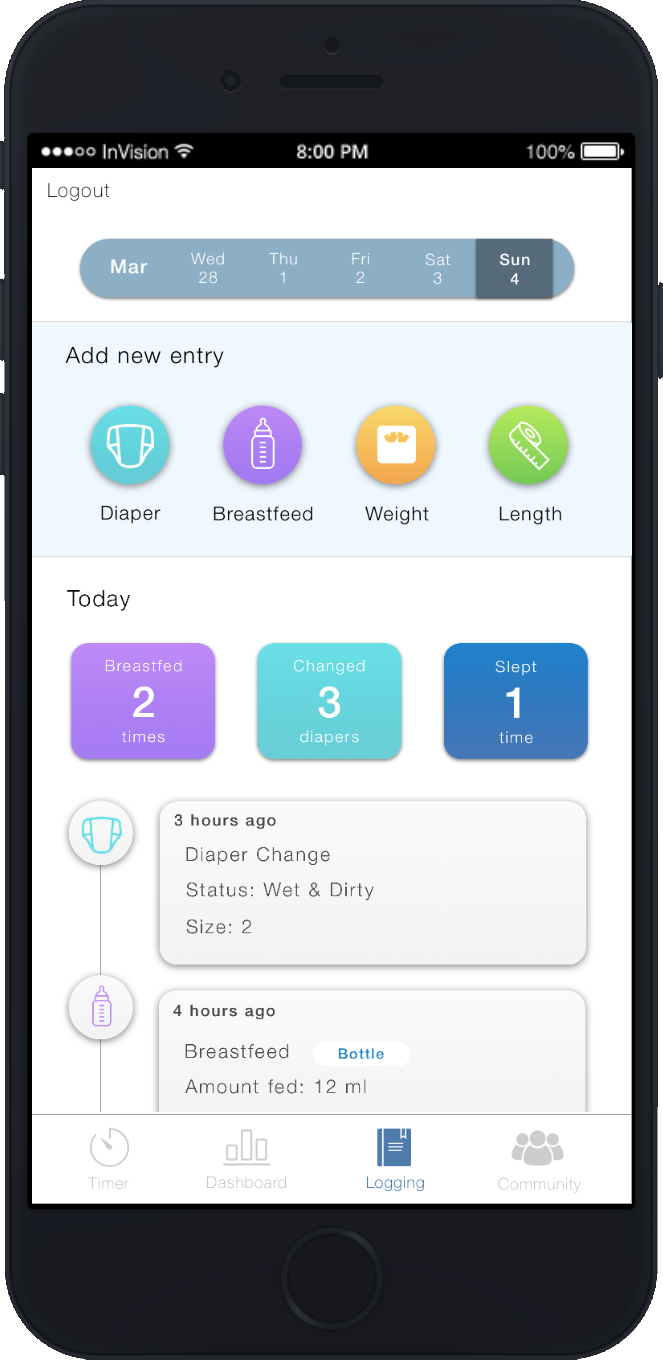 InVision 8:00 PM 100%
Logout
Mar Wed 28 Thu 1 Fri 2 Sat 3 Sun 4
Add new entry
Diaper Breastfeed Weight Length
Today
Breastfed Changed Slept
2 3 1
times diapers time
3 hours ago
Diaper Change
Status: Wet & Dirty
Size: 2
4 hours ago
Breastfeed Bottle
Amount fed: 12 ml
Timer Dashboard Logging Community